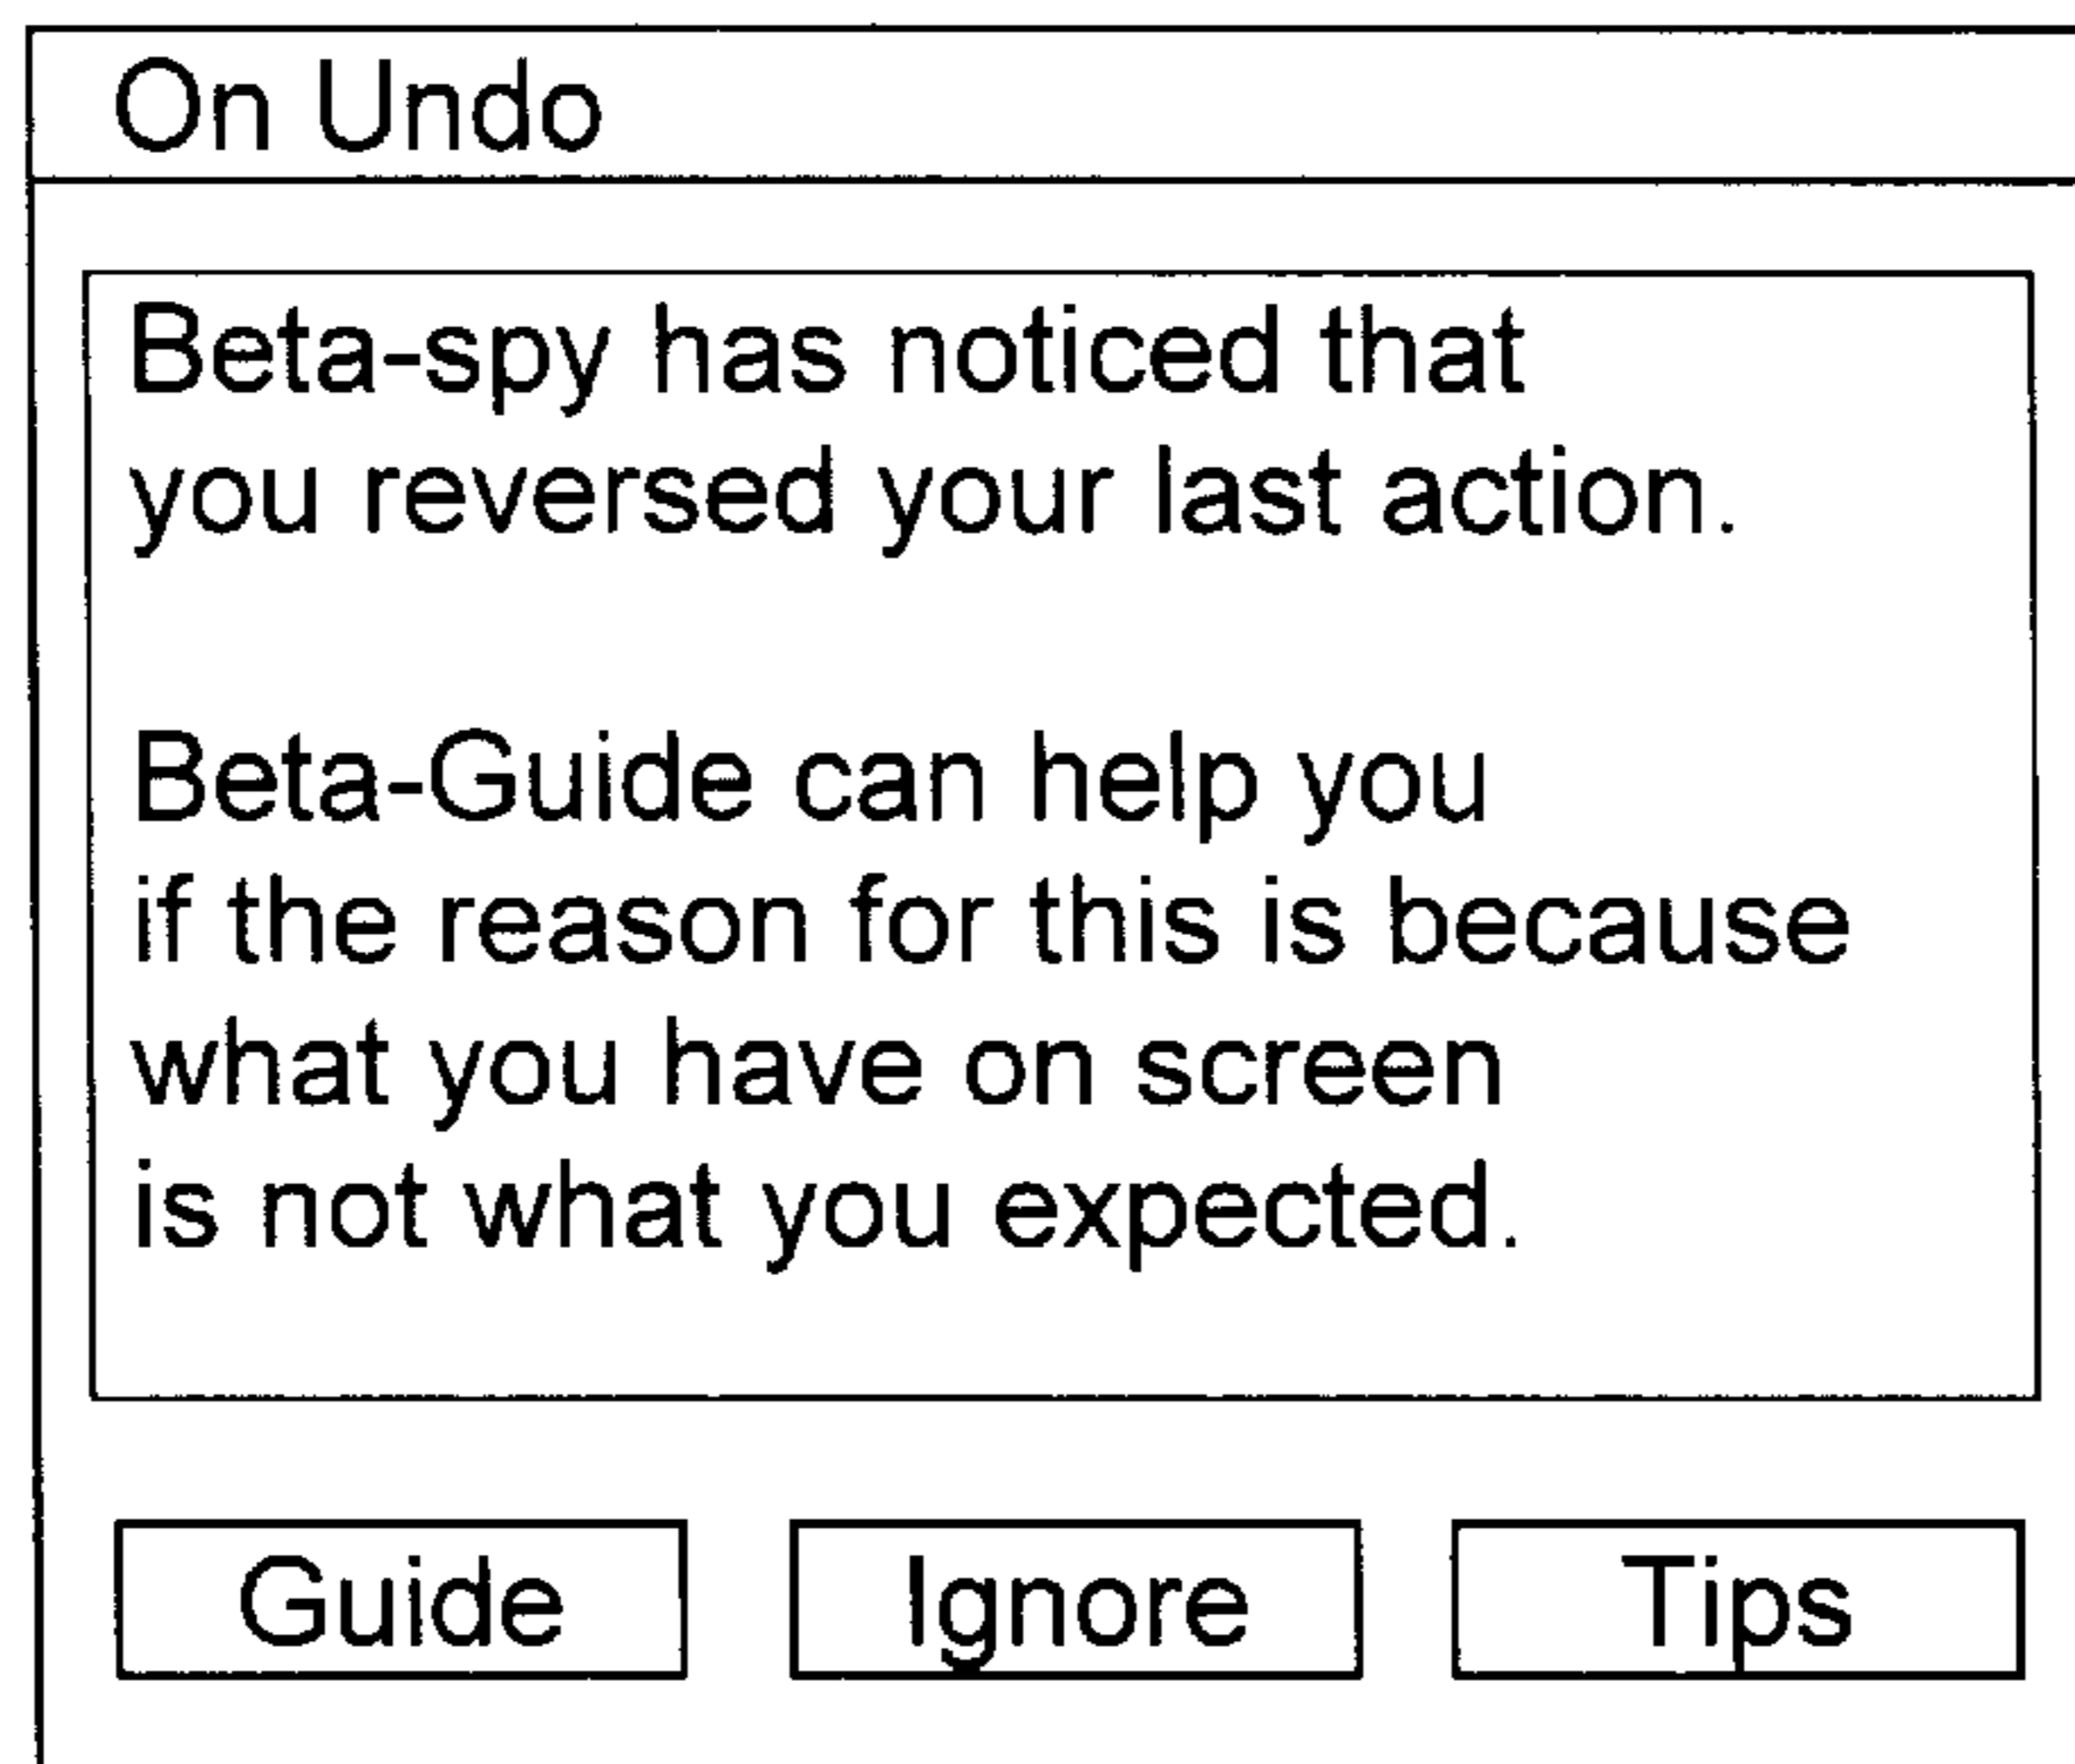 On Undo
Beta-spy has noticed that
you reversed your last action.
Beta-Guide can help you
if the reason for this is because
what you have on screen
is not what you expected.
Guide
Ignore
Tips